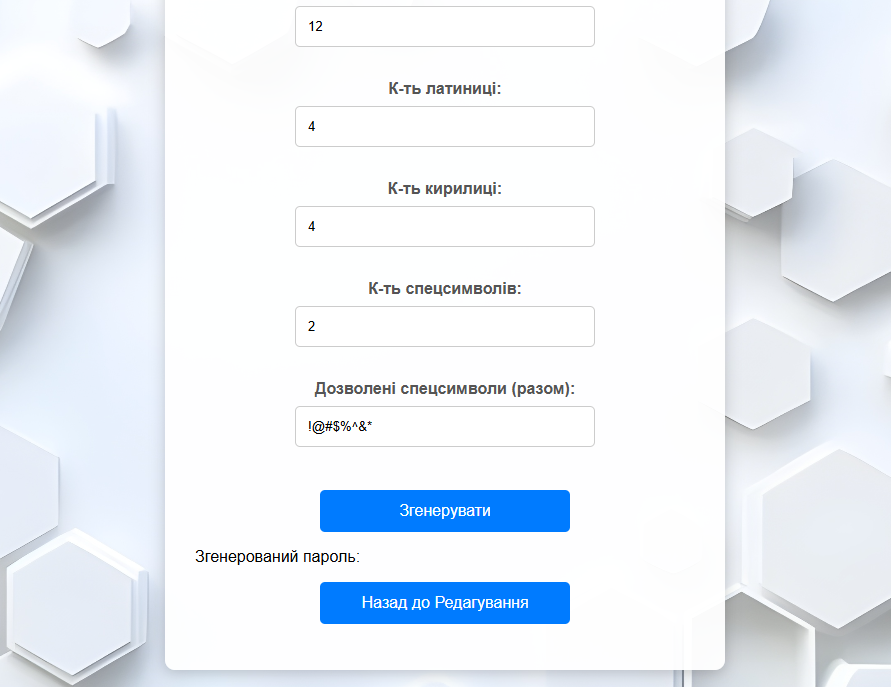 12
К-ть латиниці:
4
К-ть кирилиці:
4
К-ть спецсимволів:
2
Дозволені спецсимволи (разом):
!@#$%^&*
Згенерувати
Згенерований пароль:
Назад до Редагування